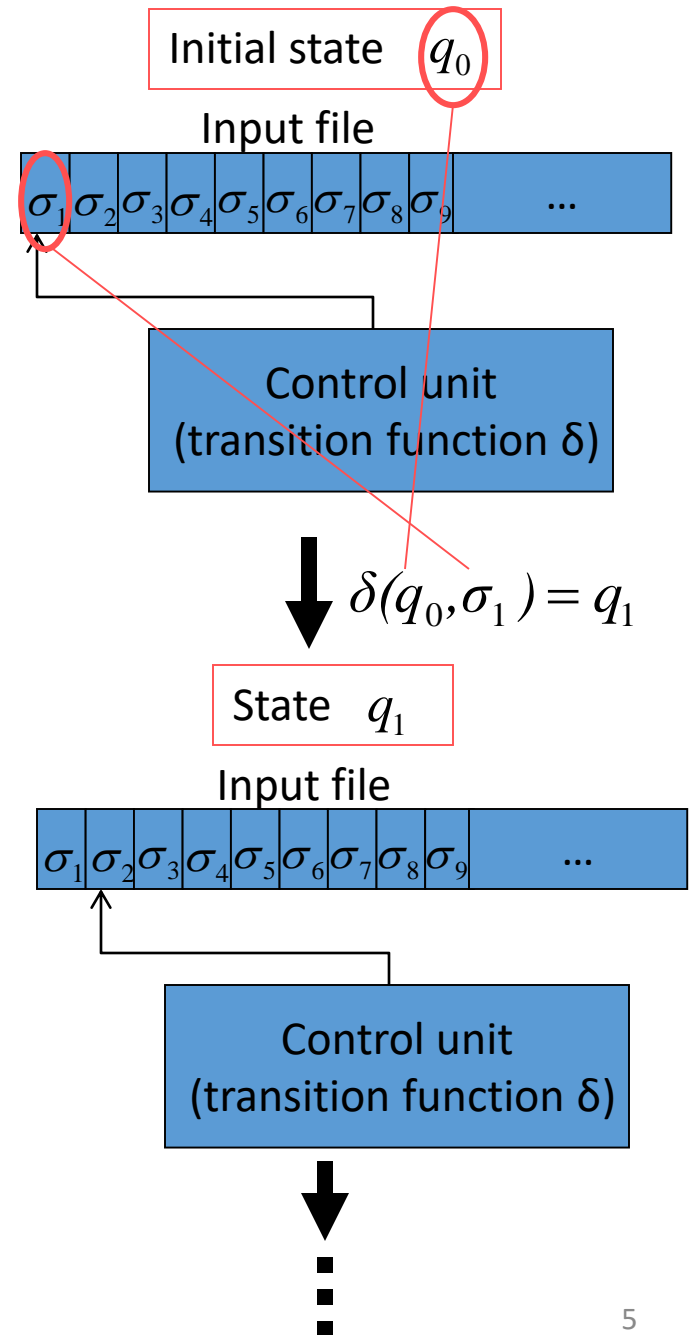 Initial state q₀
Input file
σ₁ σ₂ σ₃ σ₄ σ₅ σ₆ σ₇ σ₈ σ₉ ...
Control unit
(transition function δ)
δ(q₀,σ₁) = q₁
State q₁
Input file
σ₁ σ₂ σ₃ σ₄ σ₅ σ₆ σ₇ σ₈ σ₉ ...
Control unit
(transition function δ)
5